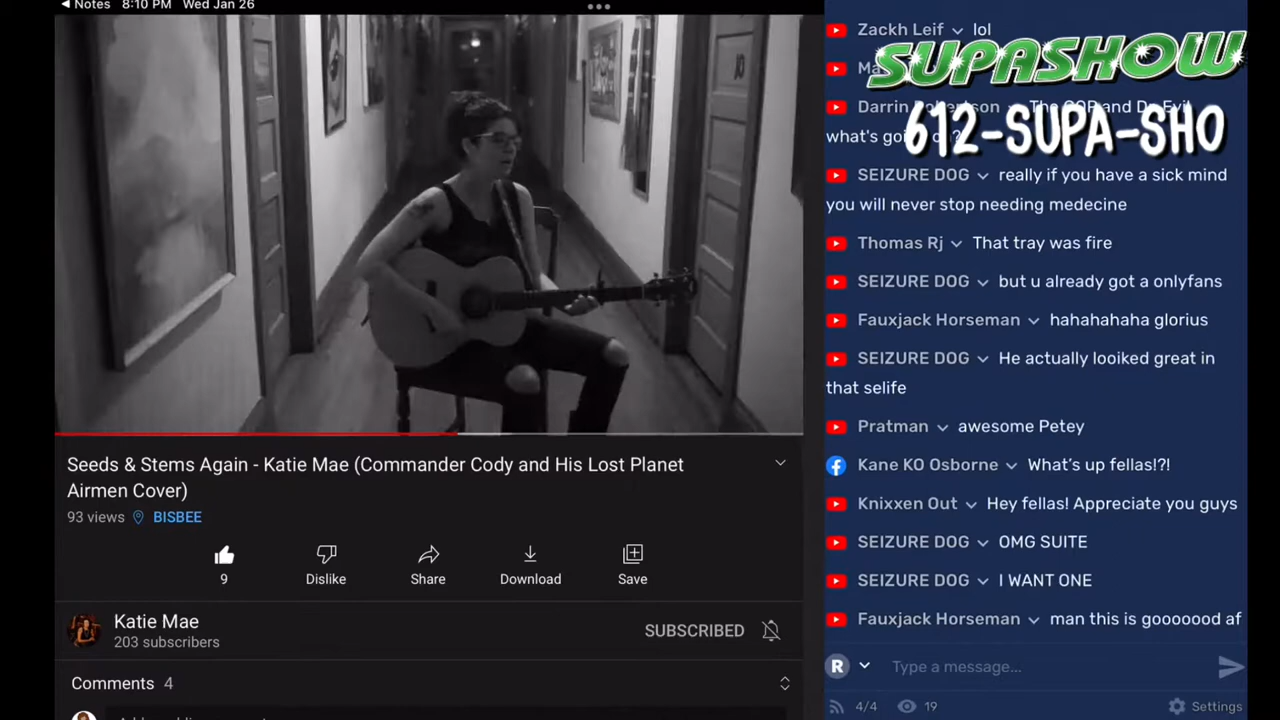 ◀ Notes 8:10 PM Wed Jan 26
Seeds & Stems Again - Katie Mae (Commander Cody and His Lost Planet
Airmen Cover)
93 views BISBEE
9 Dislike Share Download Save
Katie Mae
203 subscribers
SUBSCRIBED
Comments 4
SUPASHOW
612-SUPA-SHO
Zackh Leif lol
Ma
Darrin
what's
SEIZURE DOG really if you have a sick mind
you will never stop needing medecine
Thomas Rj That tray was fire
SEIZURE DOG but u already got a onlyfans
Fauxjack Horseman hahahahaha glorius
SEIZURE DOG He actually looiked great in
that selife
Pratman awesome Petey
Kane KO Osborne What's up fellas!?!
Knixxen Out Hey fellas! Appreciate you guys
SEIZURE DOG OMG SUITE
SEIZURE DOG I WANT ONE
Fauxjack Horseman man this is gooooood af
R Type a message...
4/4 19 Settings